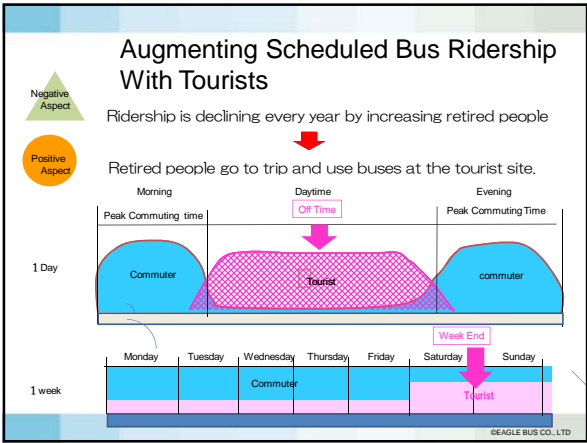 Augmenting Scheduled Bus Ridership
With Tourists
Negative
Aspect
Ridership is declining every year by increasing retired people
Positive
Aspect
Retired people go to trip and use buses at the tourist site.
Morning
Daytime
Evening
Peak Commuting time
Off Time
Peak Commuting Time
1 Day
Commuter
Tourist
commuter
Week End
Monday
Tuesday
Wednesday
Thursday
Friday
Saturday
Sunday
1 week
Commuter
Tourist
©EAGLE BUS CO., LTD